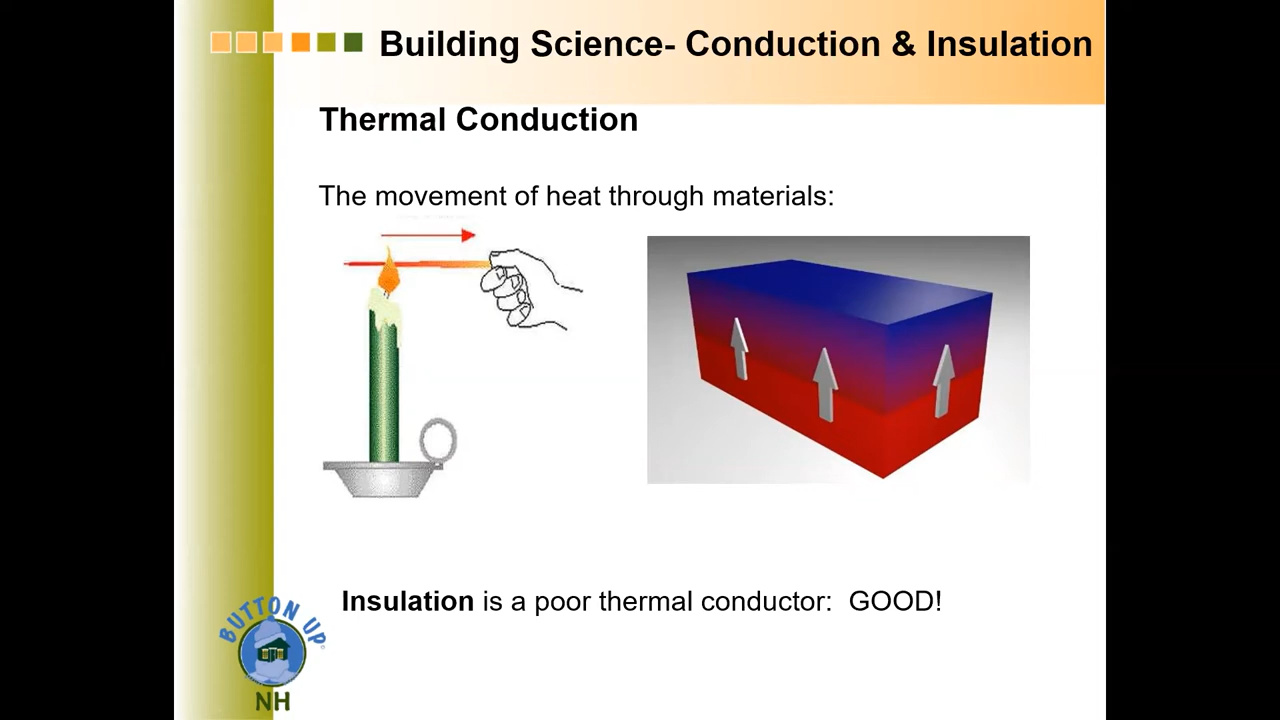 Building Science- Conduction & Insulation
Thermal Conduction
The movement of heat through materials:
Insulation is a poor thermal conductor:  GOOD!
BUTTON UP
NH